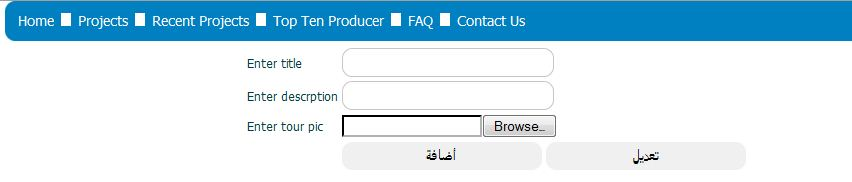 Home Projects Recent Projects Top Ten Producer FAQ Contact Us
Enter title
Enter descrption
Enter tour pic Browse...
أضافة تعديل